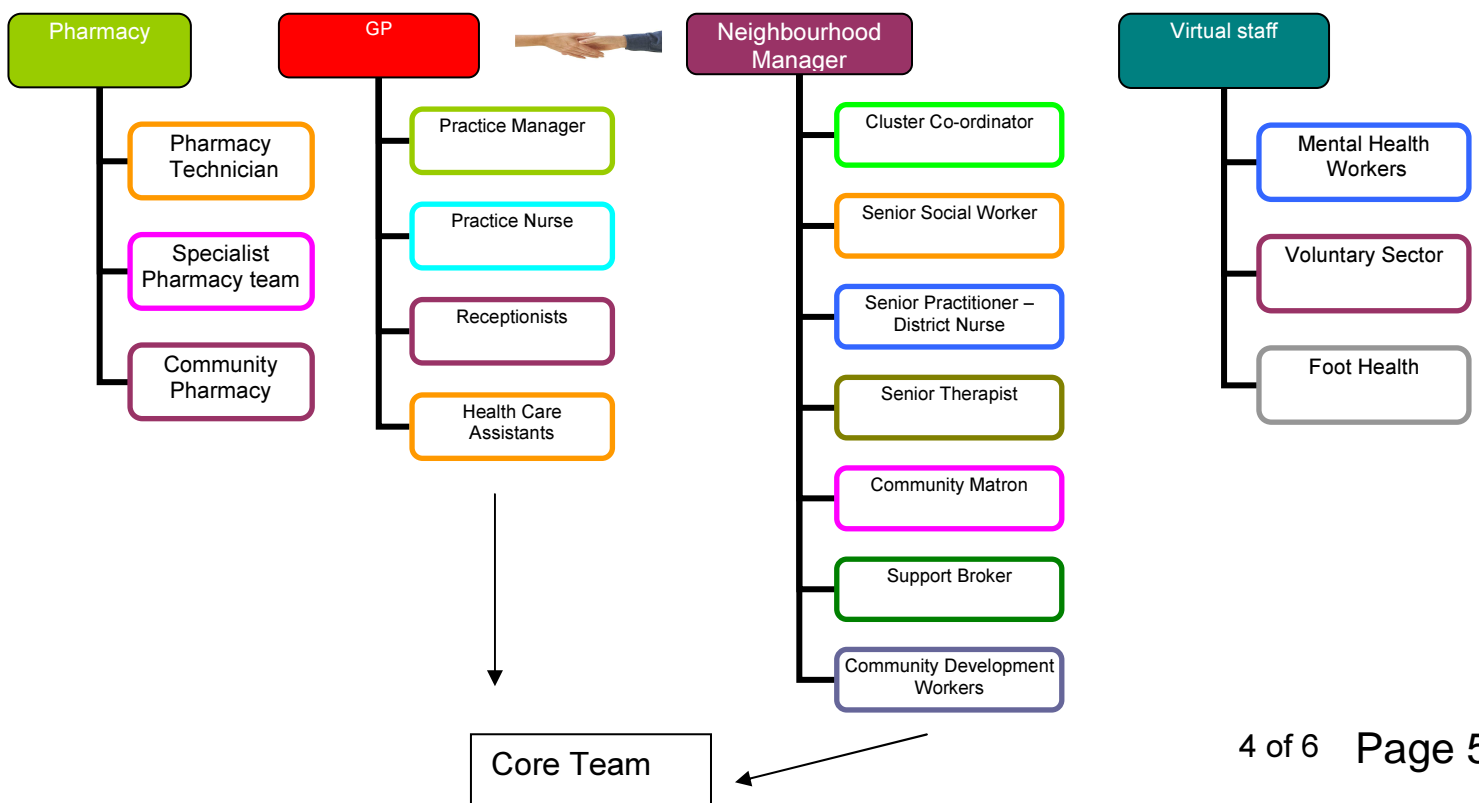 Pharmacy
Pharmacy
Technician
Specialist
Pharmacy team
Community
Pharmacy
GP
Practice Manager
Practice Nurse
Receptionists
Health Care
Assistants
Neighbourhood
Manager
Cluster Co-ordinator
Senior Social Worker
Senior Practitioner –
District Nurse
Senior Therapist
Community Matron
Support Broker
Community Development
Workers
Virtual staff
Mental Health
Workers
Voluntary Sector
Foot Health
Core Team
4 of 6 Page 5